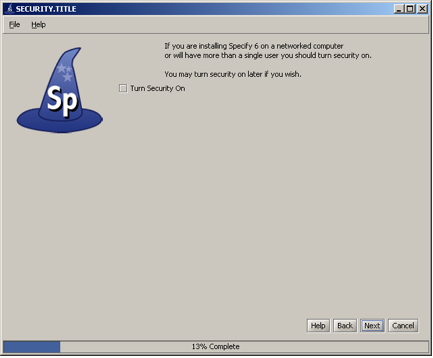 SECURITY.TITLE
File Help
If you are installing Specify 6 on a networked computer
or will have more than a single user you should turn security on.
You may turn security on later if you wish.
Sp
Turn Security On
Help Back Next Cancel
13% Complete